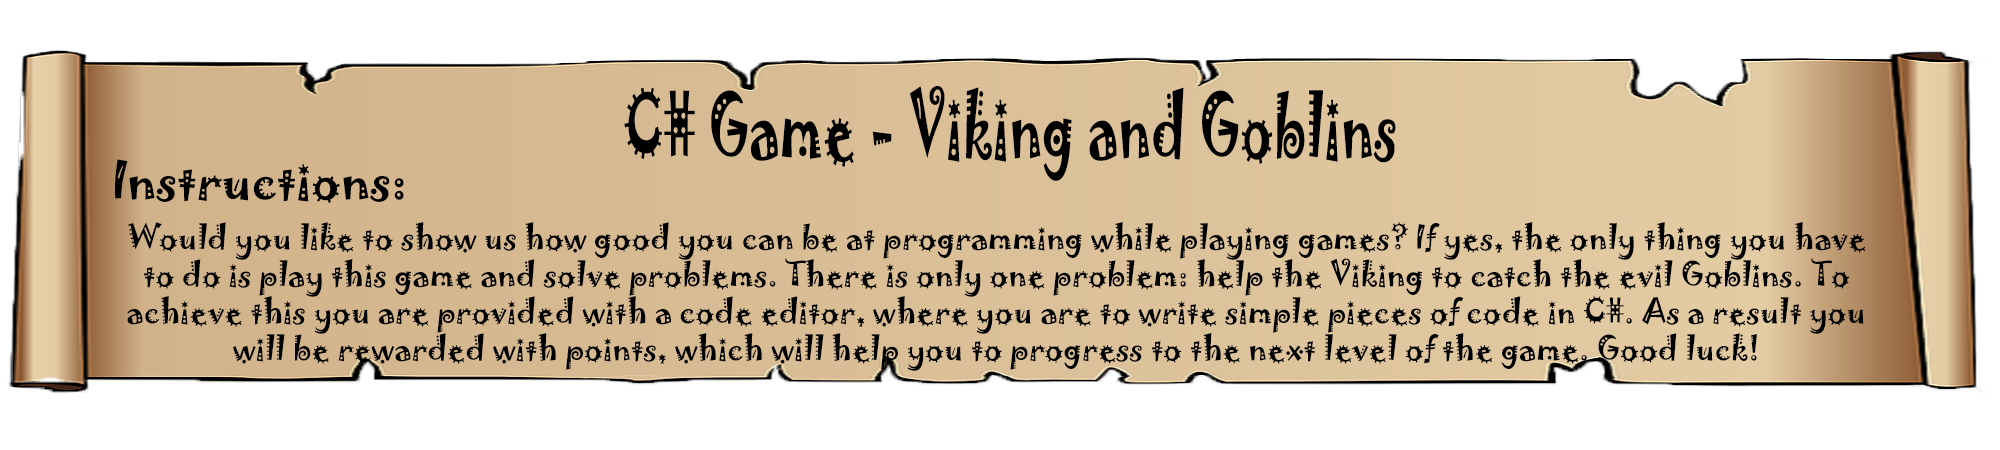 C# Game - Viking and Goblins
Instructions:
Would you like to show us how good you can be at programming while playing games? If yes, the only thing you have
to do is play this game and solve problems. There is only one problem: help the Viking to catch the evil Goblins. To
achieve this you are provided with a code editor, where you are to write simple pieces of code in C#. As a result you
will be rewarded with points, which will help you to progress to the next level of the game. Good luck!